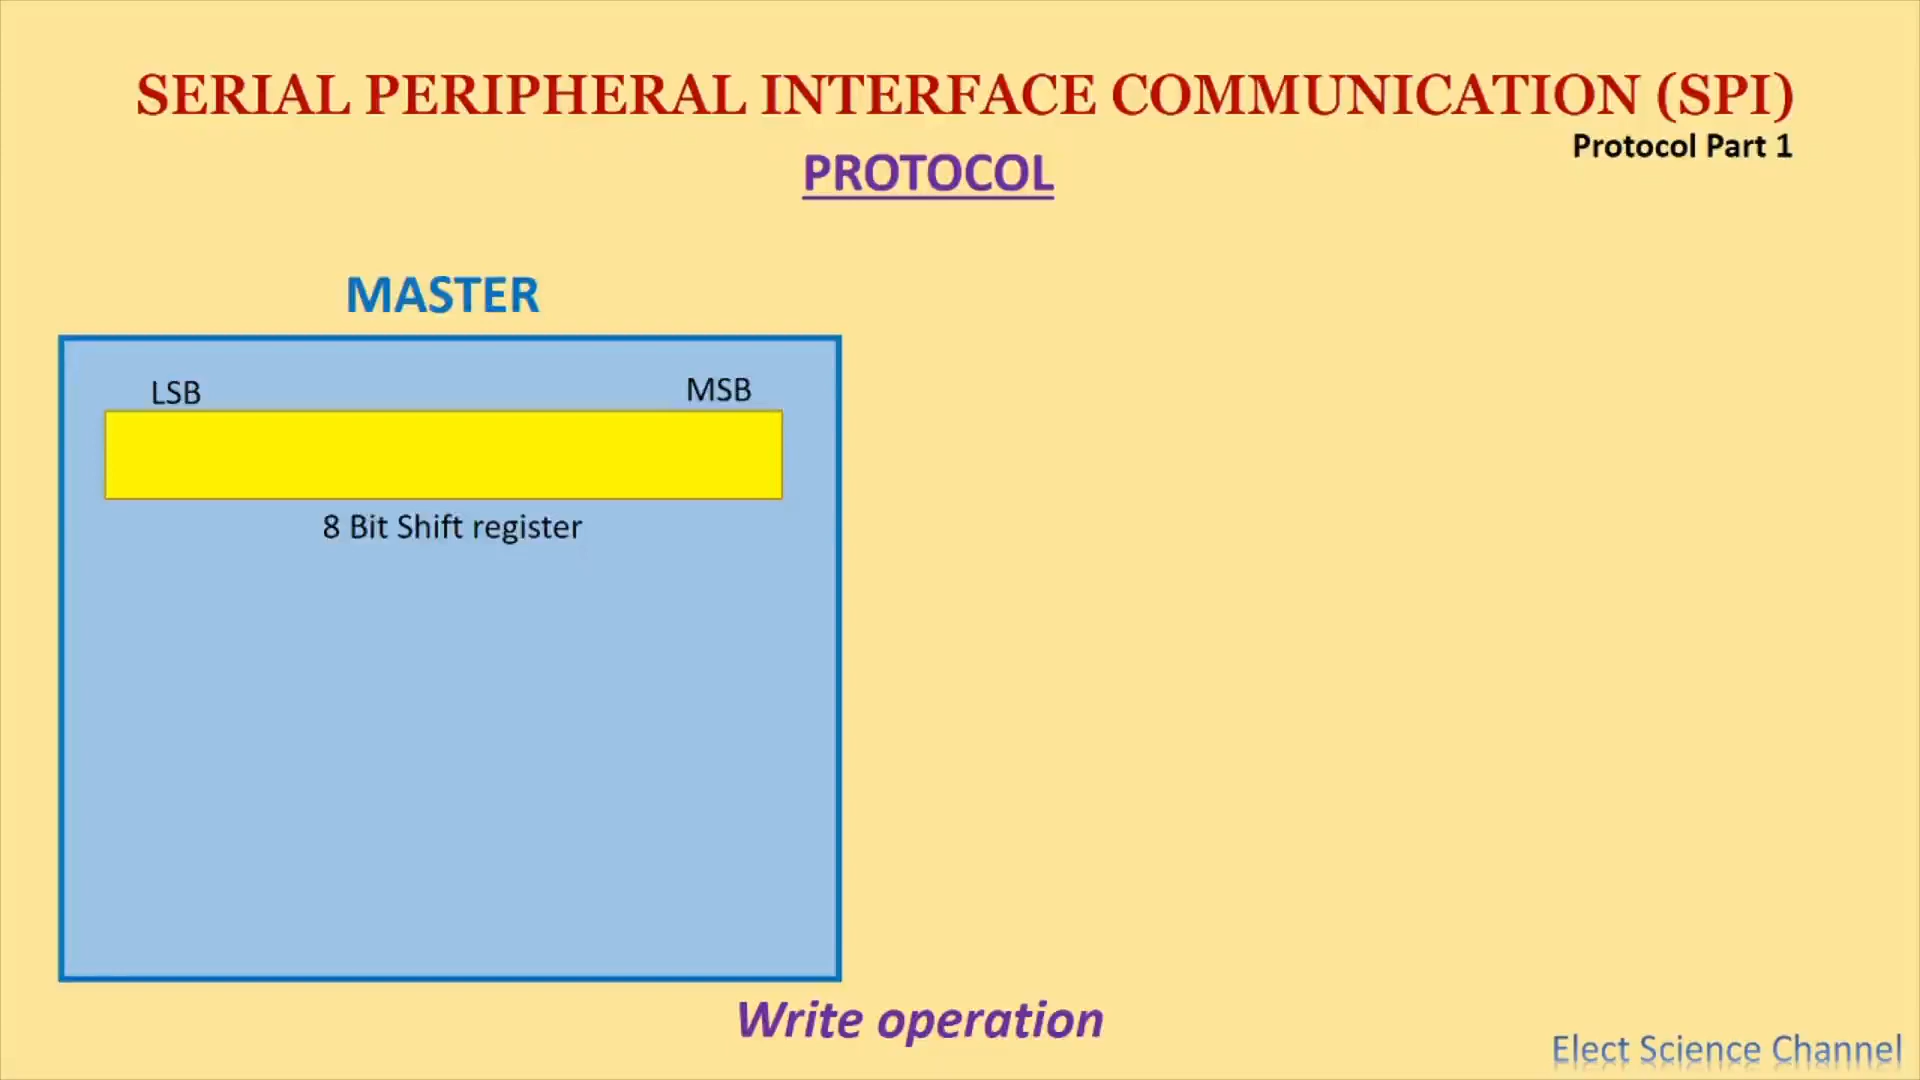 SERIAL PERIPHERAL INTERFACE COMMUNICATION (SPI)
Protocol Part 1
PROTOCOL
MASTER
LSB MSB
8 Bit Shift register
Write operation
Elect Science Channel